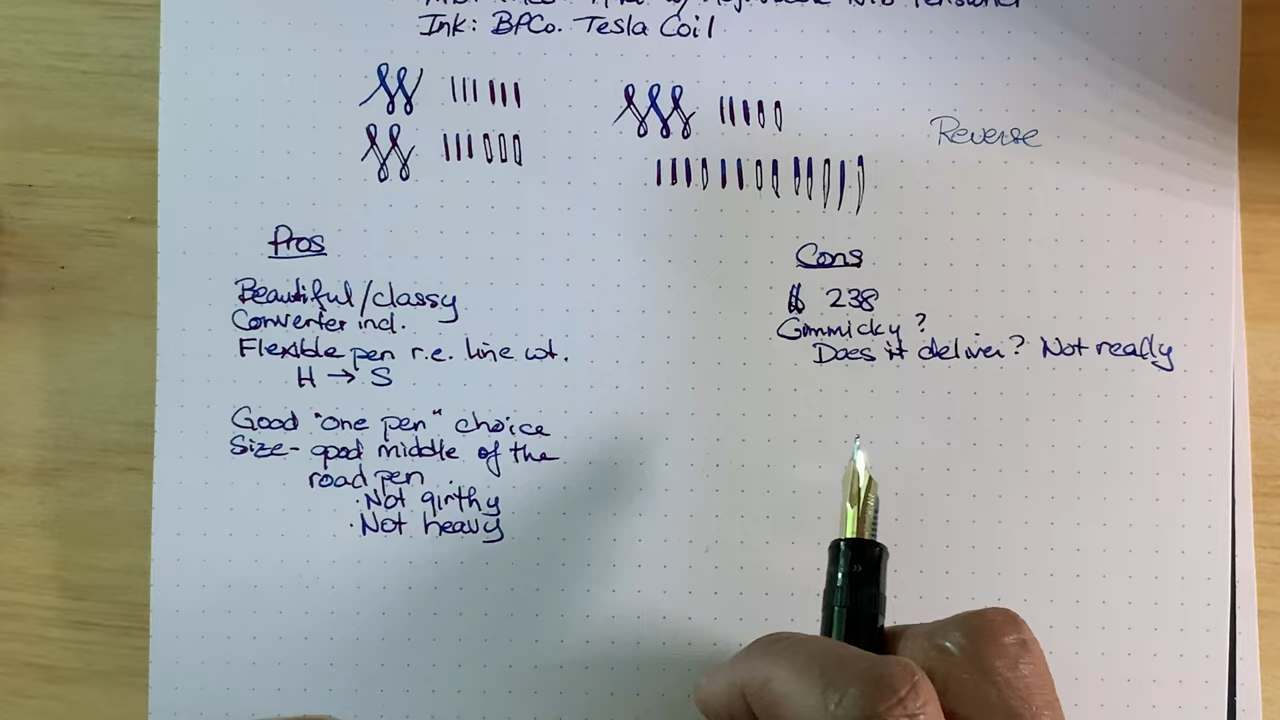 Ink: BPCo. Tesla Coil
Reverse
Pros
Beautiful/classy
Converter incl.
Flexible pen r.e. line wt.
H → S
Good "one pen" choice
Size- good middle of the
road pen
· Not girthy
· Not heavy
Cons
$ 238
Gimmicky?
Does it deliver? Not really